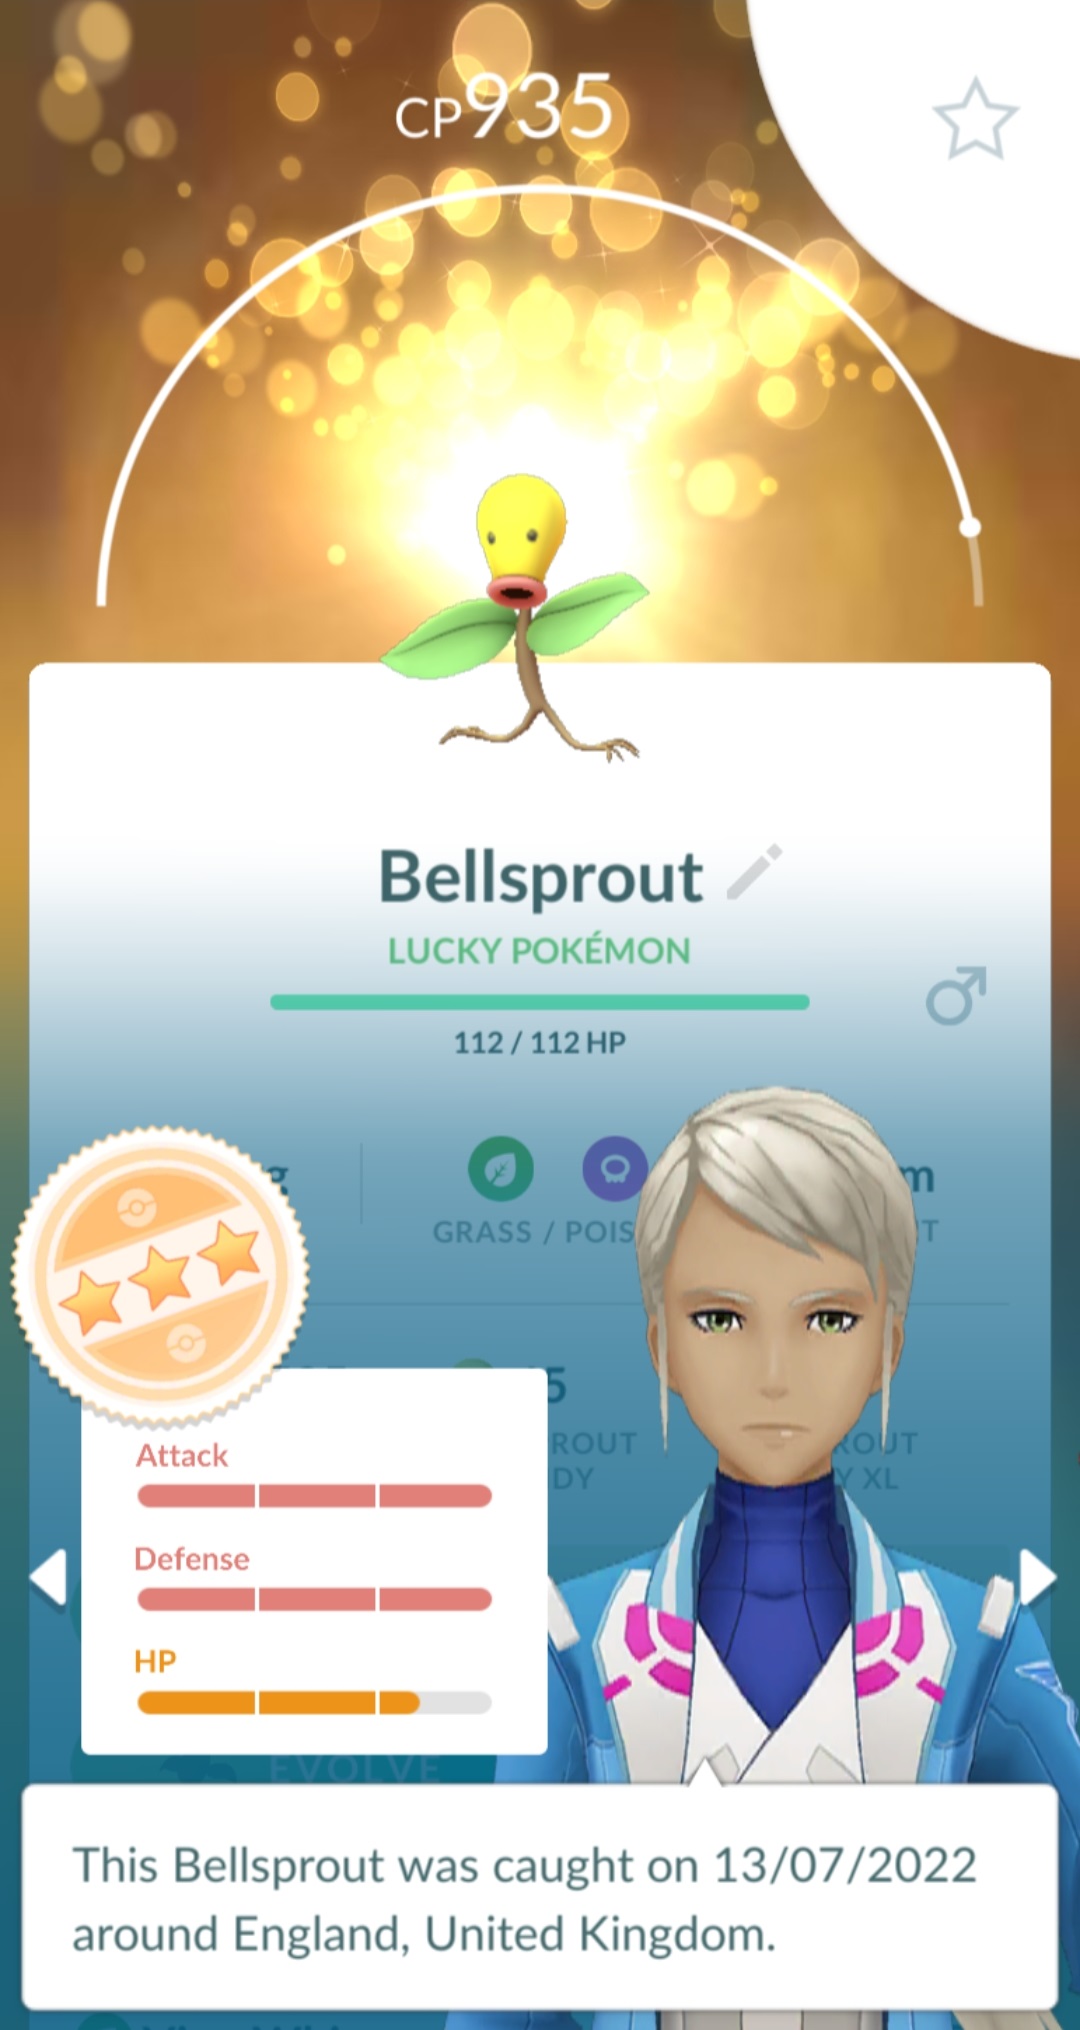 CP935
Bellsprout
LUCKY POKÉMON
112 / 112 HP
GRASS / POIS
Attack
Defense
HP
EVOLVE
This Bellsprout was caught on 13/07/2022
around England, United Kingdom.